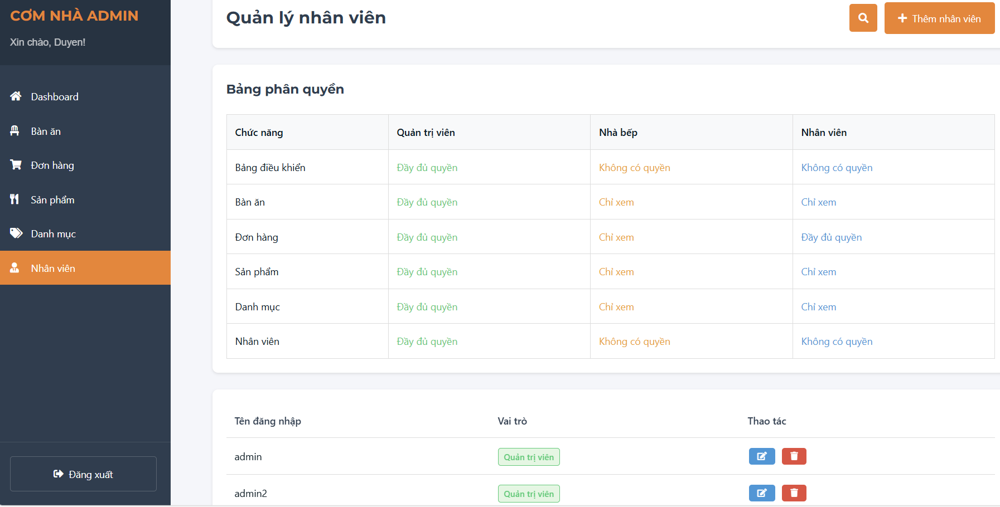 CƠM NHÀ ADMIN
Xin chào, Duyen!
Dashboard
Bàn ăn
Đơn hàng
Sản phẩm
Danh mục
Nhân viên
Đăng xuất
Quản lý nhân viên
Thêm nhân viên
Bảng phân quyền
Chức năng Quản trị viên Nhà bếp Nhân viên
Bảng điều khiển Đầy đủ quyền Không có quyền Không có quyền
Bàn ăn Đầy đủ quyền Chỉ xem Chỉ xem
Đơn hàng Đầy đủ quyền Chỉ xem Đầy đủ quyền
Sản phẩm Đầy đủ quyền Chỉ xem Chỉ xem
Danh mục Đầy đủ quyền Chỉ xem Chỉ xem
Nhân viên Đầy đủ quyền Không có quyền Không có quyền
Tên đăng nhập Vai trò Thao tác
admin Quản trị viên
admin2 Quản trị viên